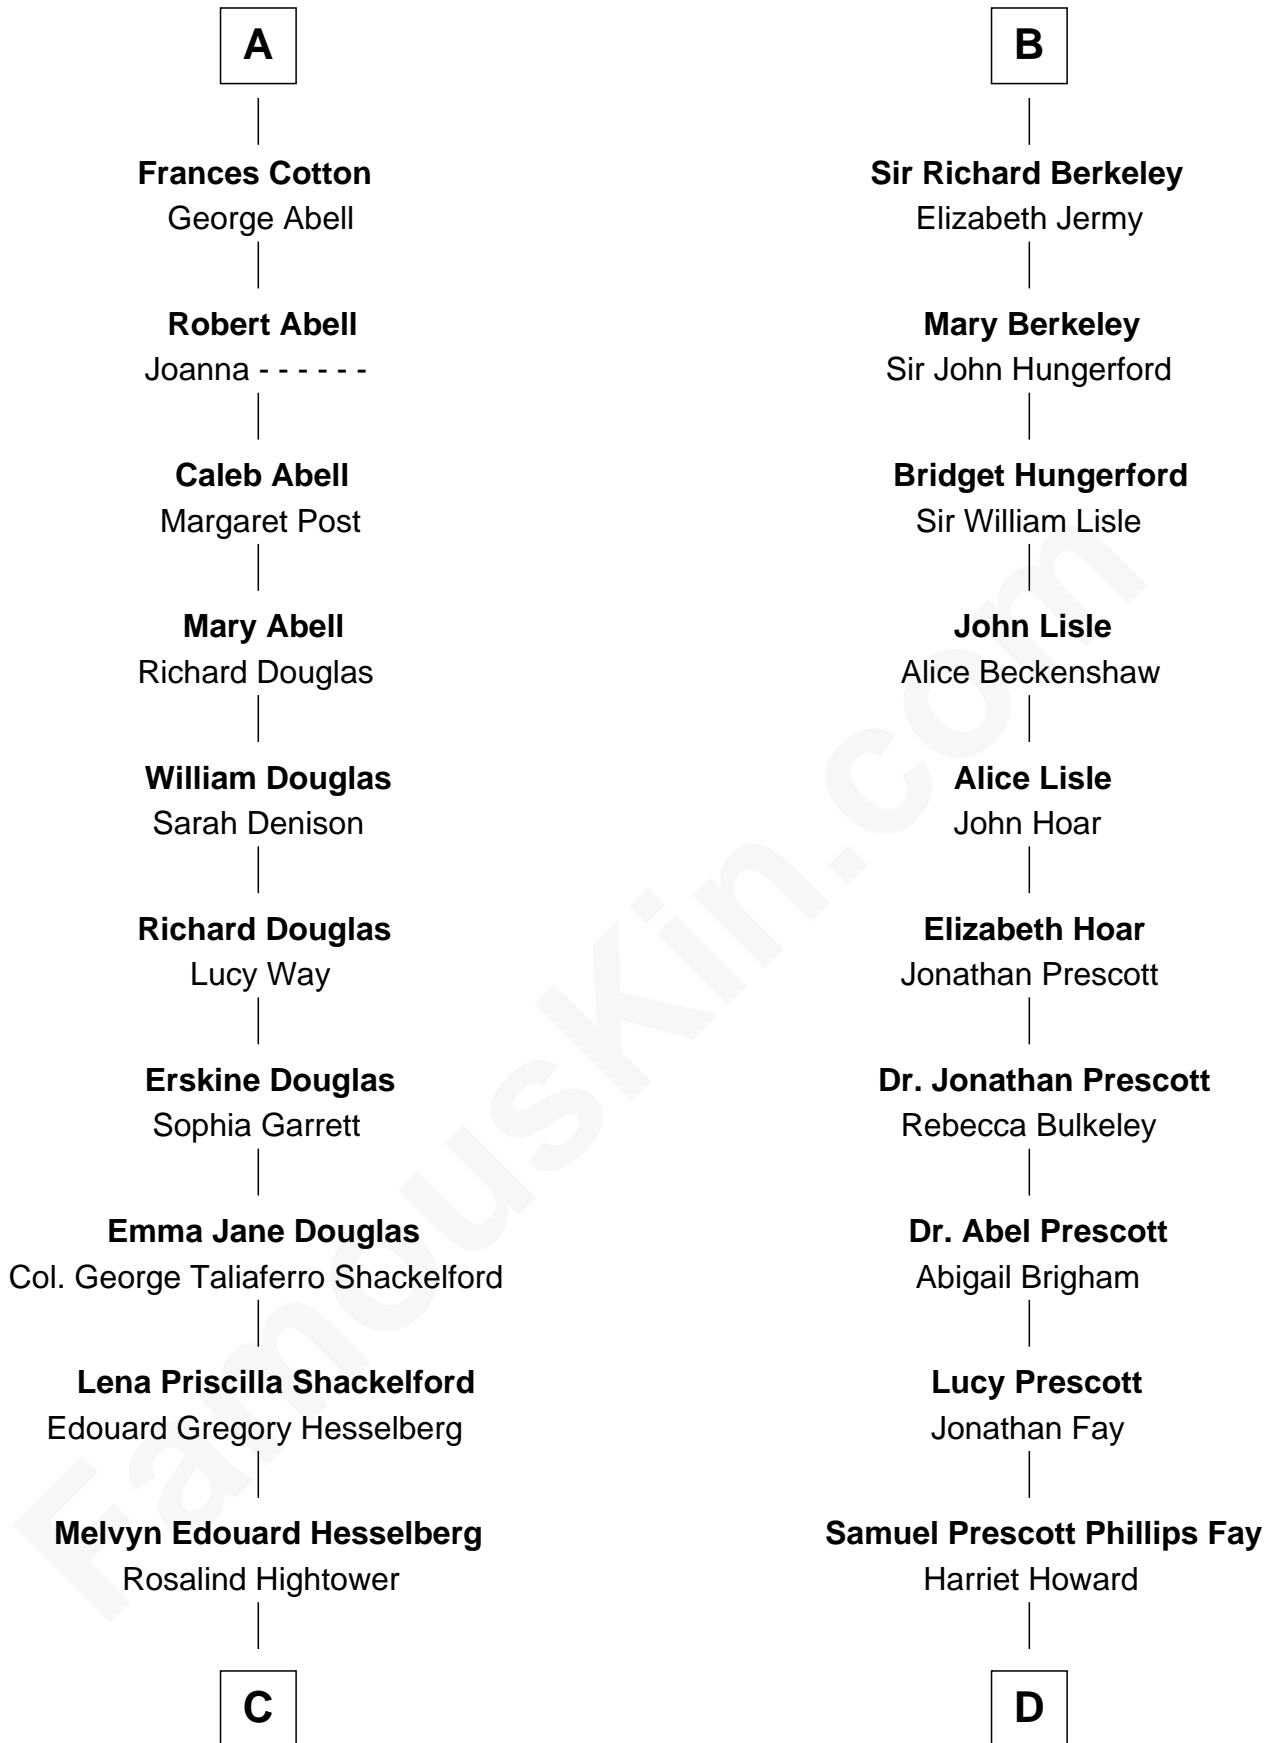 A
Frances Cotton
George Abell
Robert Abell
Joanna - - - - - -
Caleb Abell
Margaret Post
Mary Abell
Richard Douglas
William Douglas
Sarah Denison
Richard Douglas
Lucy Way
Erskine Douglas
Sophia Garrett
Emma Jane Douglas
Col. George Taliaferro Shackelford
Lena Priscilla Shackelford
Edouard Gregory Hesselberg
Melvyn Edouard Hesselberg
Rosalind Hightower
C
B
Sir Richard Berkeley
Elizabeth Jermy
Mary Berkeley
Sir John Hungerford
Bridget Hungerford
Sir William Lisle
John Lisle
Alice Beckenshaw
Alice Lisle
John Hoar
Elizabeth Hoar
Jonathan Prescott
Dr. Jonathan Prescott
Rebecca Bulkeley
Dr. Abel Prescott
Abigail Brigham
Lucy Prescott
Jonathan Fay
Samuel Prescott Phillips Fay
Harriet Howard
D
FamousKin.com